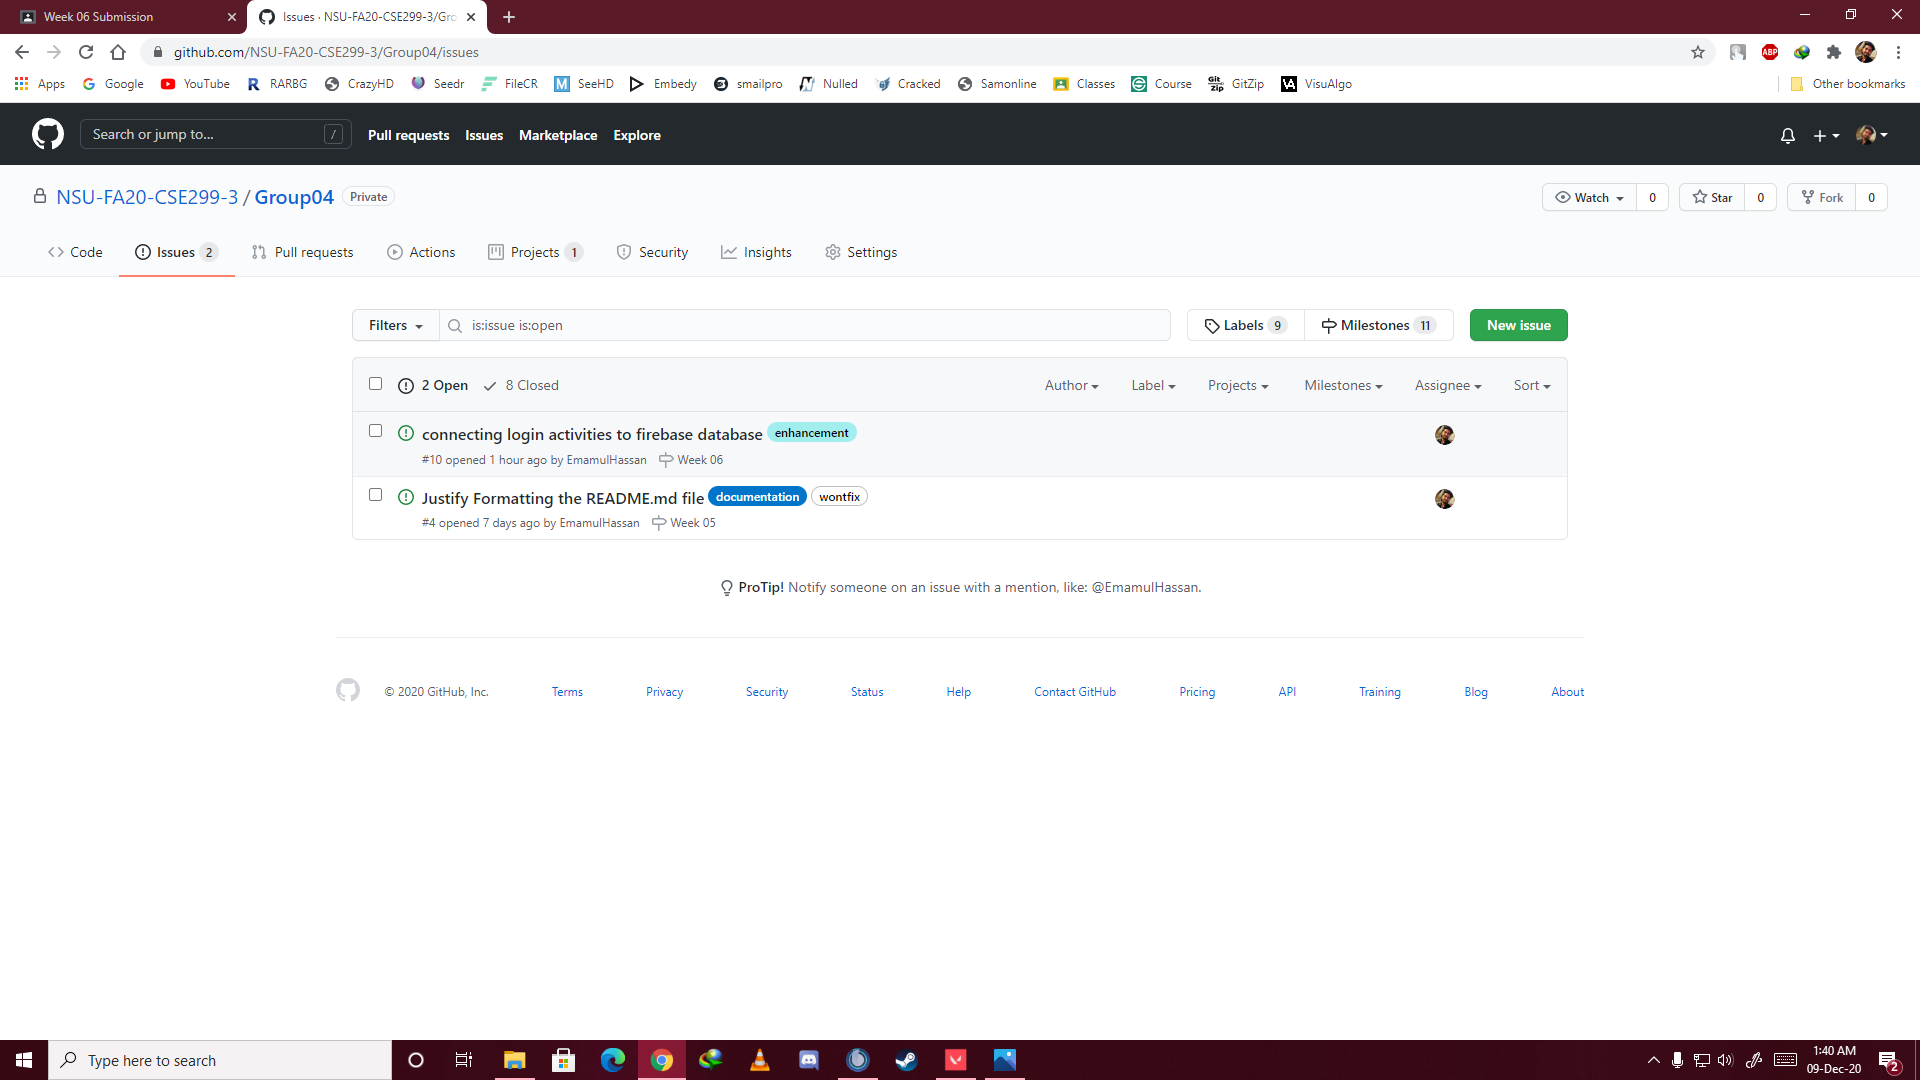 Week 06 Submission
Issues · NSU-FA20-CSE299-3/Gro
github.com/NSU-FA20-CSE299-3/Group04/issues
ABP
Apps Google YouTube RARBG CrazyHD Seedr FileCR SeeHD Embedy smailpro Nulled Cracked Samonline Classes Course GitZip VisuAlgo Other bookmarks
Search or jump to... / Pull requests Issues Marketplace Explore
NSU-FA20-CSE299-3 / Group04 Private Watch 0 Star 0 Fork 0
Code Issues 2 Pull requests Actions Projects 1 Security Insights Settings
Filters is:issue is:open Labels 9 Milestones 11 New issue
2 Open 8 Closed Author Label Projects Milestones Assignee Sort
connecting login activities to firebase database enhancement
#10 opened 1 hour ago by EmamulHassan Week 06
Justify Formatting the README.md file documentation wontfix
#4 opened 7 days ago by EmamulHassan Week 05
ProTip! Notify someone on an issue with a mention, like: @EmamulHassan.
© 2020 GitHub, Inc. Terms Privacy Security Status Help Contact GitHub Pricing API Training Blog About
Type here to search
1:40 AM
09-Dec-20
2